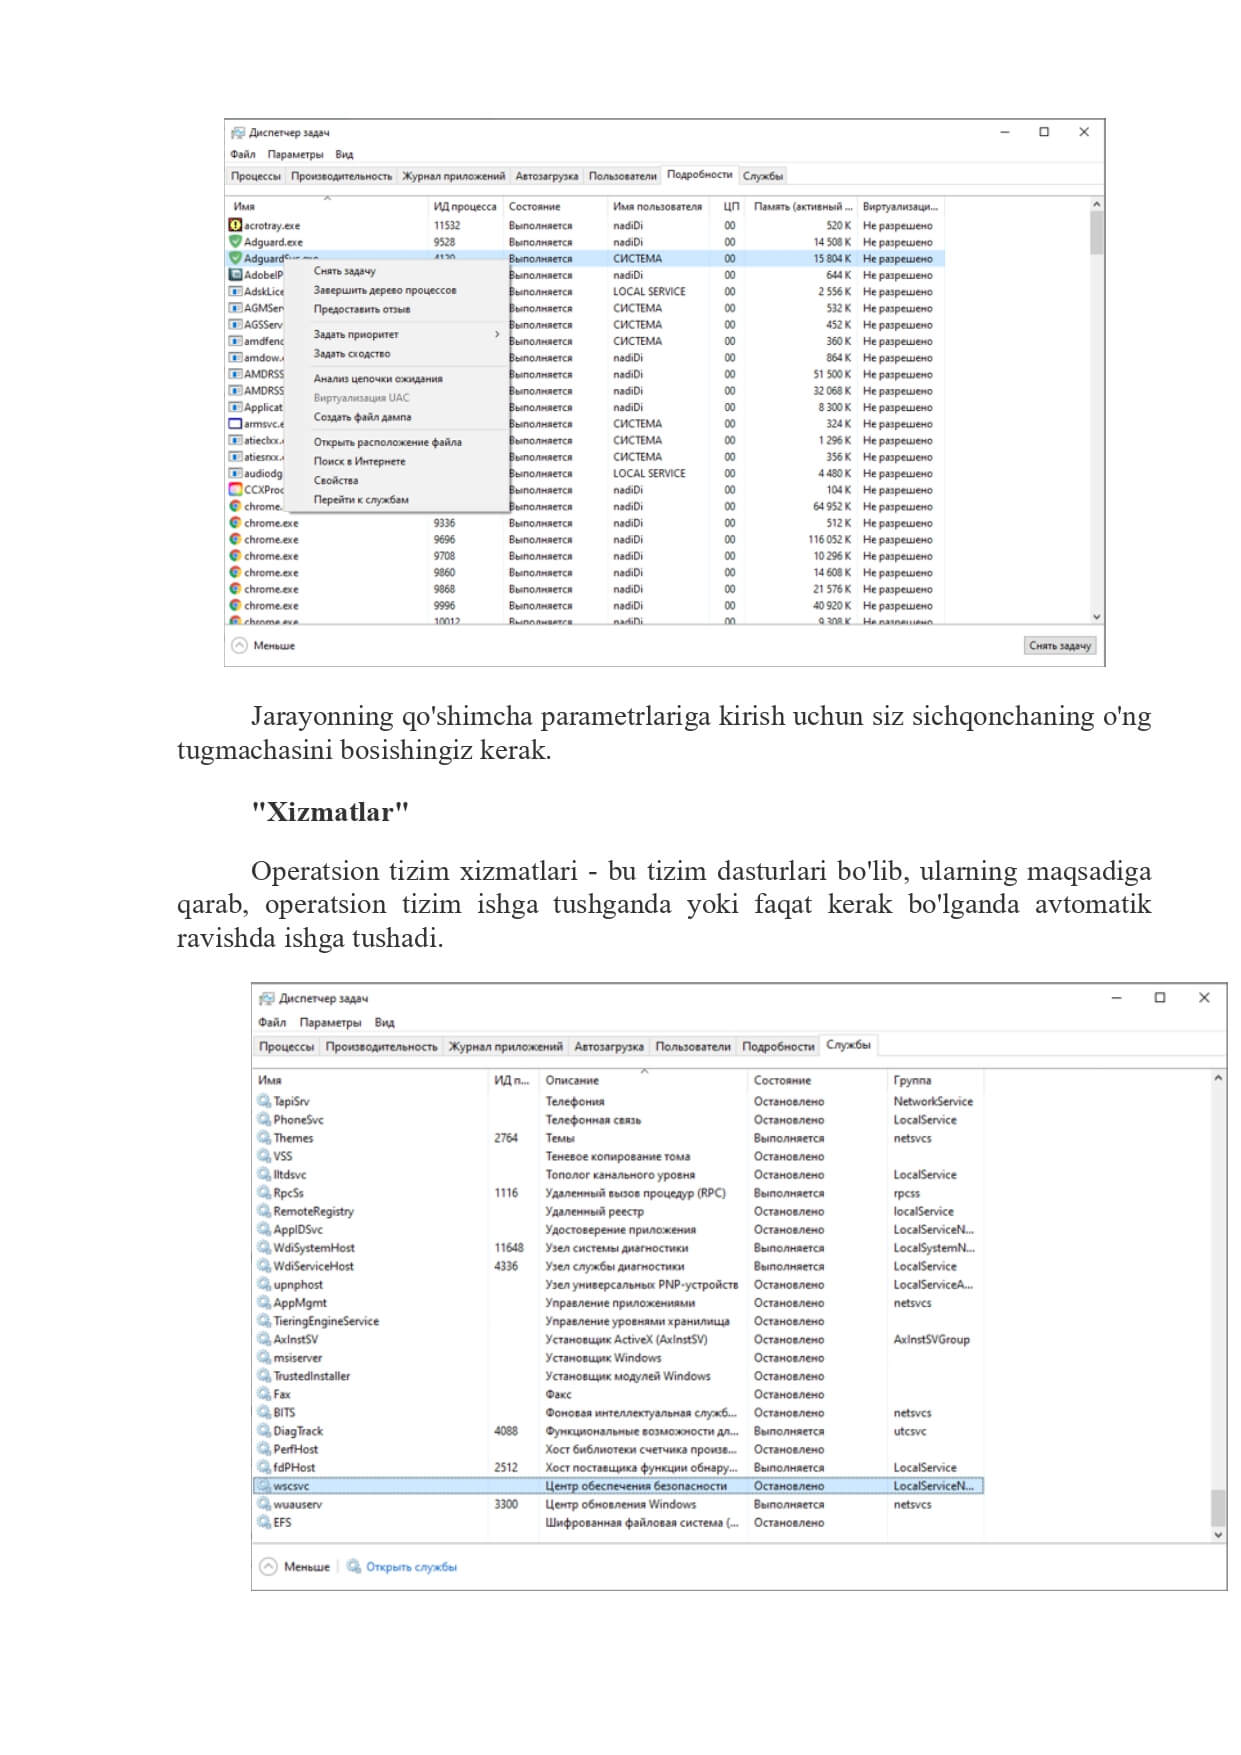 Диспетчер задач
Файл Параметры Вид
Процессы Производительность Журнал приложений Автозагрузка Пользователи Подробности Службы
Имя ИД процесса Состояние Имя пользователя ЦП Память (активный ... Виртуализаци...
acrotray.exe 11532 Выполняется nadiDi 00 520 K Не разрешено
Adguard.exe 9528 Выполняется nadiDi 00 14 508 K Не разрешено
Выполняется СИСТЕМА 00 15 804 K Не разрешено
AdobeIP Выполняется nadiDi 00 644 K Не разрешено
AdskLice Выполняется LOCAL SERVICE 00 2 556 K Не разрешено
AGMSer Выполняется СИСТЕМА 00 532 K Не разрешено
AGSServ Выполняется СИСТЕМА 00 452 K Не разрешено
amdfend Выполняется СИСТЕМА 00 360 K Не разрешено
amdow. Выполняется nadiDi 00 864 K Не разрешено
AMDRSS Выполняется nadiDi 00 51 500 K Не разрешено
AMDRSS Выполняется nadiDi 00 32 068 K Не разрешено
Applicat Выполняется nadiDi 00 8 300 K Не разрешено
armsvc.e Выполняется СИСТЕМА 00 324 K Не разрешено
atieclxx. Выполняется СИСТЕМА 00 1 296 K Не разрешено
atiesrxx. Выполняется СИСТЕМА 00 356 K Не разрешено
audiodg Выполняется LOCAL SERVICE 00 4 480 K Не разрешено
CCXProc Выполняется nadiDi 00 104 K Не разрешено
chrome. Выполняется nadiDi 00 64 952 K Не разрешено
chrome.exe 9336 Выполняется nadiDi 00 512 K Не разрешено
chrome.exe 9696 Выполняется nadiDi 00 116 052 K Не разрешено
chrome.exe 9708 Выполняется nadiDi 00 10 296 K Не разрешено
chrome.exe 9860 Выполняется nadiDi 00 14 608 K Не разрешено
chrome.exe 9868 Выполняется nadiDi 00 21 576 K Не разрешено
chrome.exe 9996 Выполняется nadiDi 00 40 920 K Не разрешено
chrome.exe 10012 Выполняется nadiDi 00 9 308 K Не разрешено
Снять задачу
Завершить дерево процессов
Предоставить отзыв
Задать приоритет
Задать сходство
Анализ цепочки ожидания
Виртуализация UAC
Создать файл дампа
Открыть расположение файла
Поиск в Интернете
Свойства
Перейти к службам
Меньше Снять задачу
Jarayonning qo'shimcha parametrlariga kirish uchun siz sichqonchaning o'ng
tugmachasini bosishingiz kerak.
"Xizmatlar"
Operatsion tizim xizmatlari - bu tizim dasturlari bo'lib, ularning maqsadiga
qarab, operatsion tizim ishga tushganda yoki faqat kerak bo'lganda avtomatik
ravishda ishga tushadi.
Диспетчер задач
Файл Параметры Вид
Процессы Производительность Журнал приложений Автозагрузка Пользователи Подробности Службы
Имя ИД п... Описание Состояние Группа
TapiSrv Телефония Остановлено NetworkService
PhoneSvc Телефонная связь Остановлено LocalService
Themes 2764 Темы Выполняется netsvcs
VSS Теневое копирование тома Остановлено
lltdsvc Тополог канального уровня Остановлено LocalService
RpcSs 1116 Удаленный вызов процедур (RPC) Выполняется rpcss
RemoteRegistry Удаленный реестр Остановлено localService
AppIDSvc Удостоверение приложения Остановлено LocalServiceN...
WdiSystemHost 11648 Узел системы диагностики Выполняется LocalSystemN...
WdiServiceHost 4336 Узел службы диагностики Выполняется LocalService
upnphost Узел универсальных PNP-устройств Остановлено LocalServiceA...
AppMgmt Управление приложениями Остановлено netsvcs
TieringEngineService Управление уровнями хранилища Остановлено
AxInstSV Установщик ActiveX (AxInstSV) Остановлено AxInstSVGroup
msiserver Установщик Windows Остановлено
TrustedInstaller Установщик модулей Windows Остановлено
Fax Факс Остановлено
BITS Фоновая интеллектуальная служб... Остановлено netsvcs
DiagTrack 4088 Функциональные возможности дл... Выполняется utcsvc
PerfHost Хост библиотеки счетчика произв... Остановлено
fdPHost 2512 Хост поставщика функции обнару... Выполняется LocalService
wscsvc Центр обеспечения безопасности Остановлено LocalServiceN...
wuauserv 3300 Центр обновления Windows Выполняется netsvcs
EFS Шифрованная файловая система (... Остановлено
Меньше Открыть службы